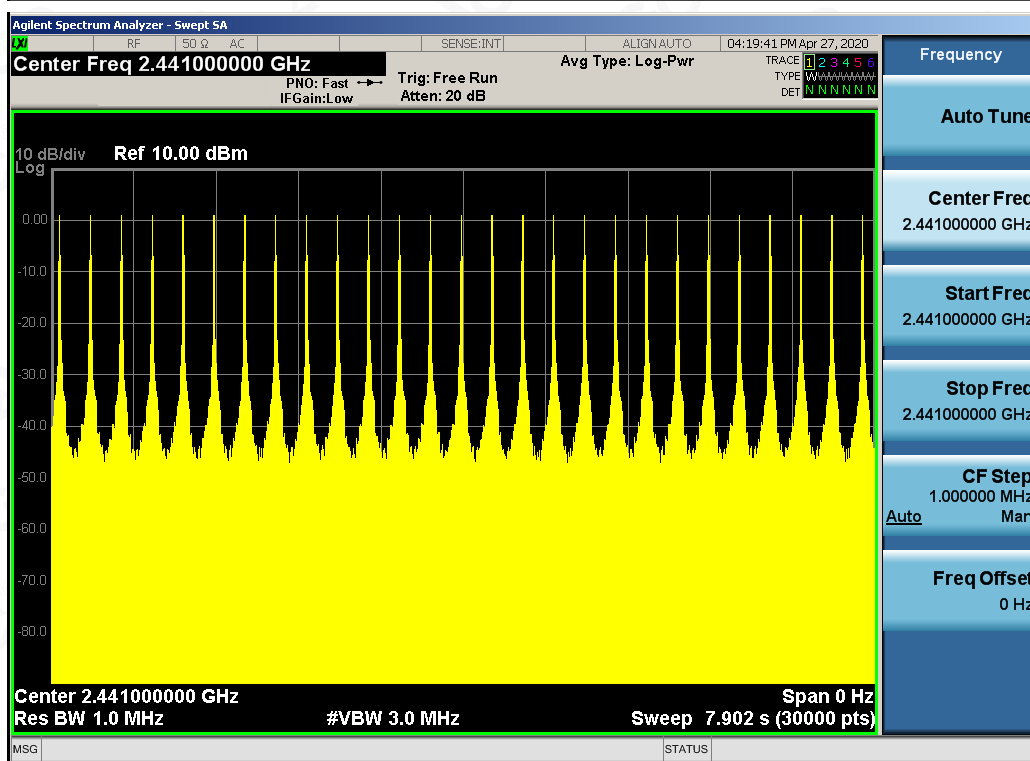 Agilent Spectrum Analyzer - Swept SA
LXI RF 50 Ω AC SENSE:INT ALIGN AUTO 04:19:41 PM Apr 27, 2020
Center Freq 2.441000000 GHz
PNO: Fast
IFGain:Low
Trig: Free Run
Atten: 20 dB
Avg Type: Log-Pwr
TRACE 1 2 3 4 5 6
TYPE W
DET N N N N N N
10 dB/div
Log
Ref 10.00 dBm
0.00
-10.0
-20.0
-30.0
-40.0
-50.0
-60.0
-70.0
-80.0
Center 2.441000000 GHz
Span 0 Hz
Res BW 1.0 MHz
#VBW 3.0 MHz
Sweep 7.902 s (30000 pts)
MSG
STATUS
Frequency
Auto Tune
Center Freq
2.441000000 GHz
Start Freq
2.441000000 GHz
Stop Freq
2.441000000 GHz
CF Step
1.000000 MHz
Auto Man
Freq Offset
0 Hz